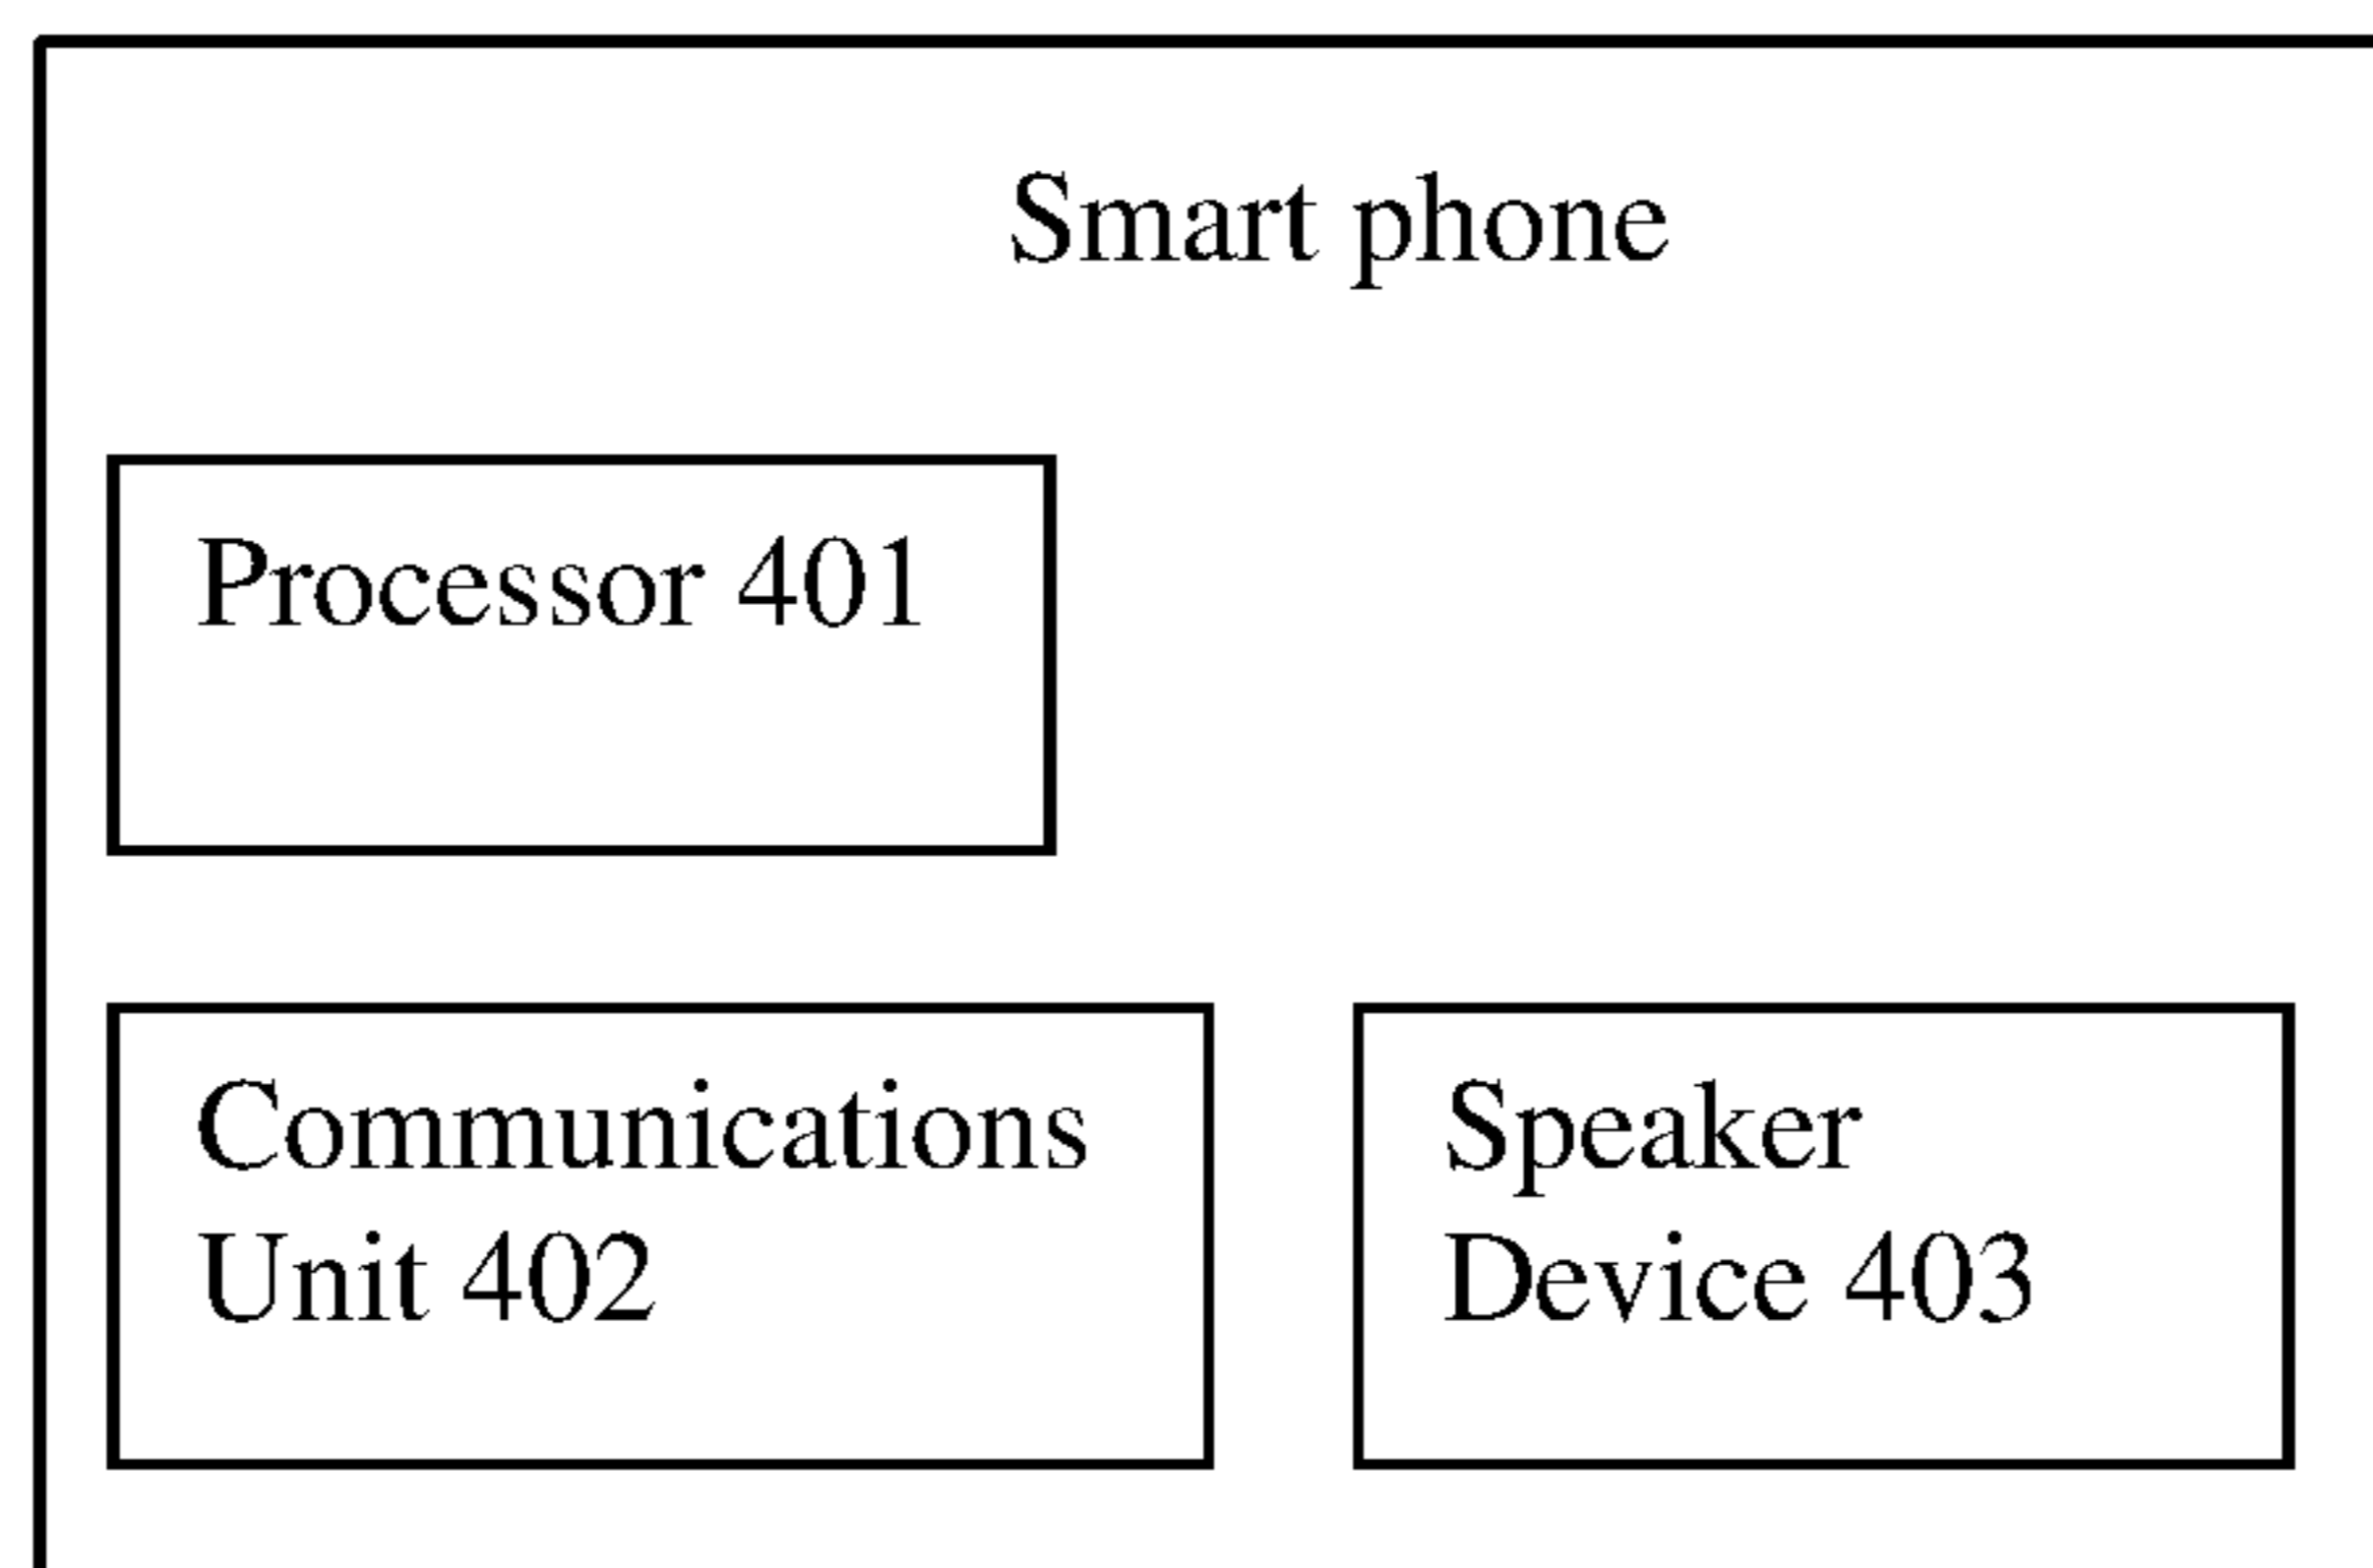 Smart phone
Processor 401
Communications
Unit 402
Speaker
Device 403